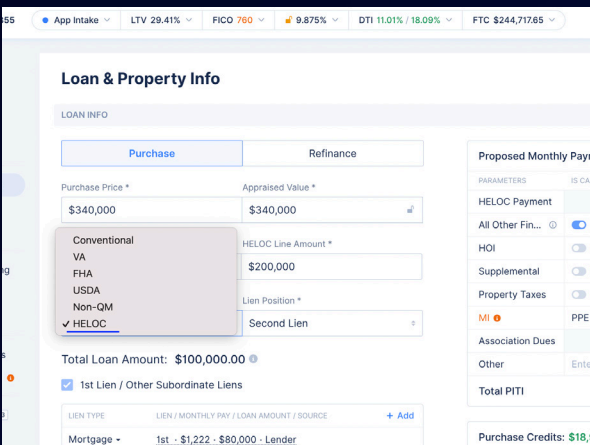 355 App Intake LTV 29.41% FICO 760 9.875% DTI 11.01% / 18.09% FTC $244,717.65
Loan & Property Info
LOAN INFO
Purchase Refinance
Purchase Price * Appraised Value *
$340,000 $340,000
Conventional
VA
FHA
USDA
Non-QM
✓ HELOC
HELOC Line Amount *
$200,000
Lien Position *
Second Lien
Total Loan Amount: $100,000.00
1st Lien / Other Subordinate Liens
LIEN TYPE LIEN / MONTHLY PAY / LOAN AMOUNT / SOURCE + Add
Mortgage 1st · $1,222 · $80,000 · Lender
Proposed Monthly
PARAMETERS IS
HELOC Payment
All Other Fin...
HOI
Supplemental
Property Taxes
MI PPE
Association Dues
Other
Total PITI
Purchase Credits: